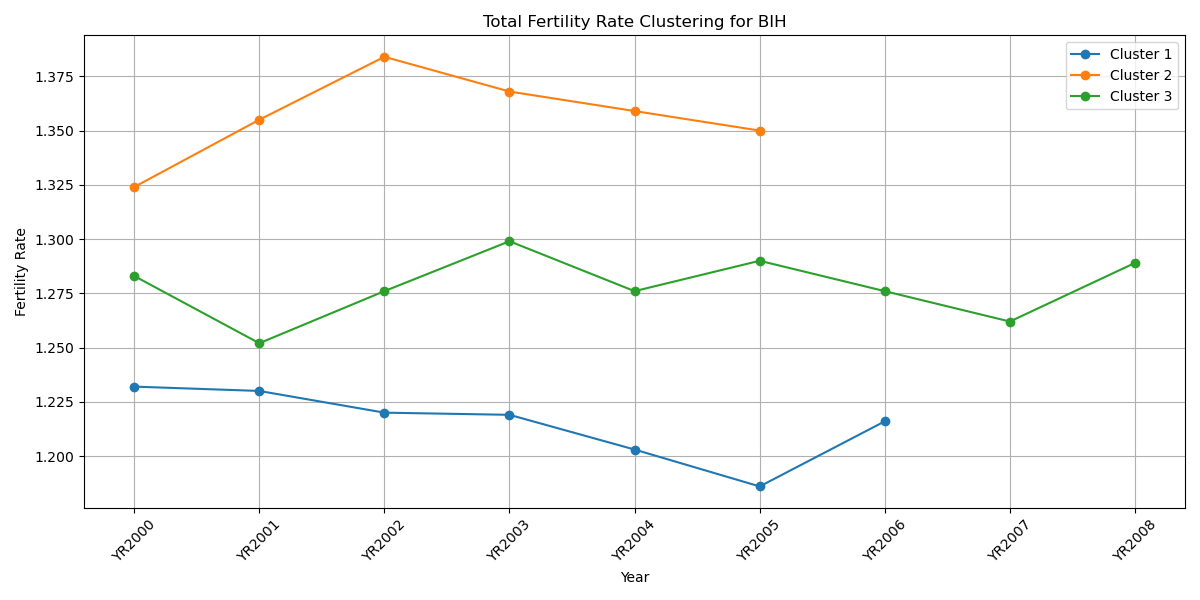 Total Fertility Rate Clustering for BIH
Cluster 1
Cluster 2
Cluster 3
Fertility Rate
1.375
1.350
1.325
1.300
1.275
1.250
1.225
1.200
YR2000
YR2001
YR2002
YR2003
YR2004
YR2005
YR2006
YR2007
YR2008
Year